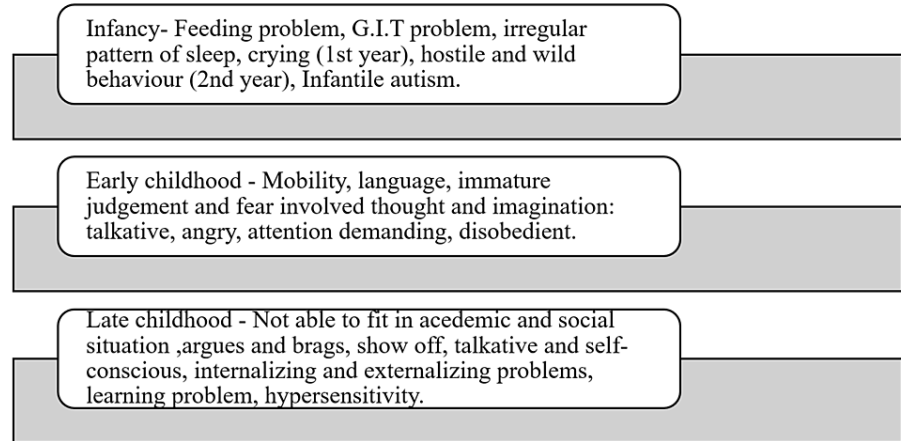 Infancy- Feeding problem, G.I.T problem, irregular
pattern of sleep, crying (1st year), hostile and wild
behaviour (2nd year), Infantile autism.
Early childhood - Mobility, language, immature
judgement and fear involved thought and imagination:
talkative, angry, attention demanding, disobedient.
Late childhood - Not able to fit in acedemic and social
situation ,argues and brags, show off, talkative and self-
conscious, internalizing and externalizing problems,
learning problem, hypersensitivity.